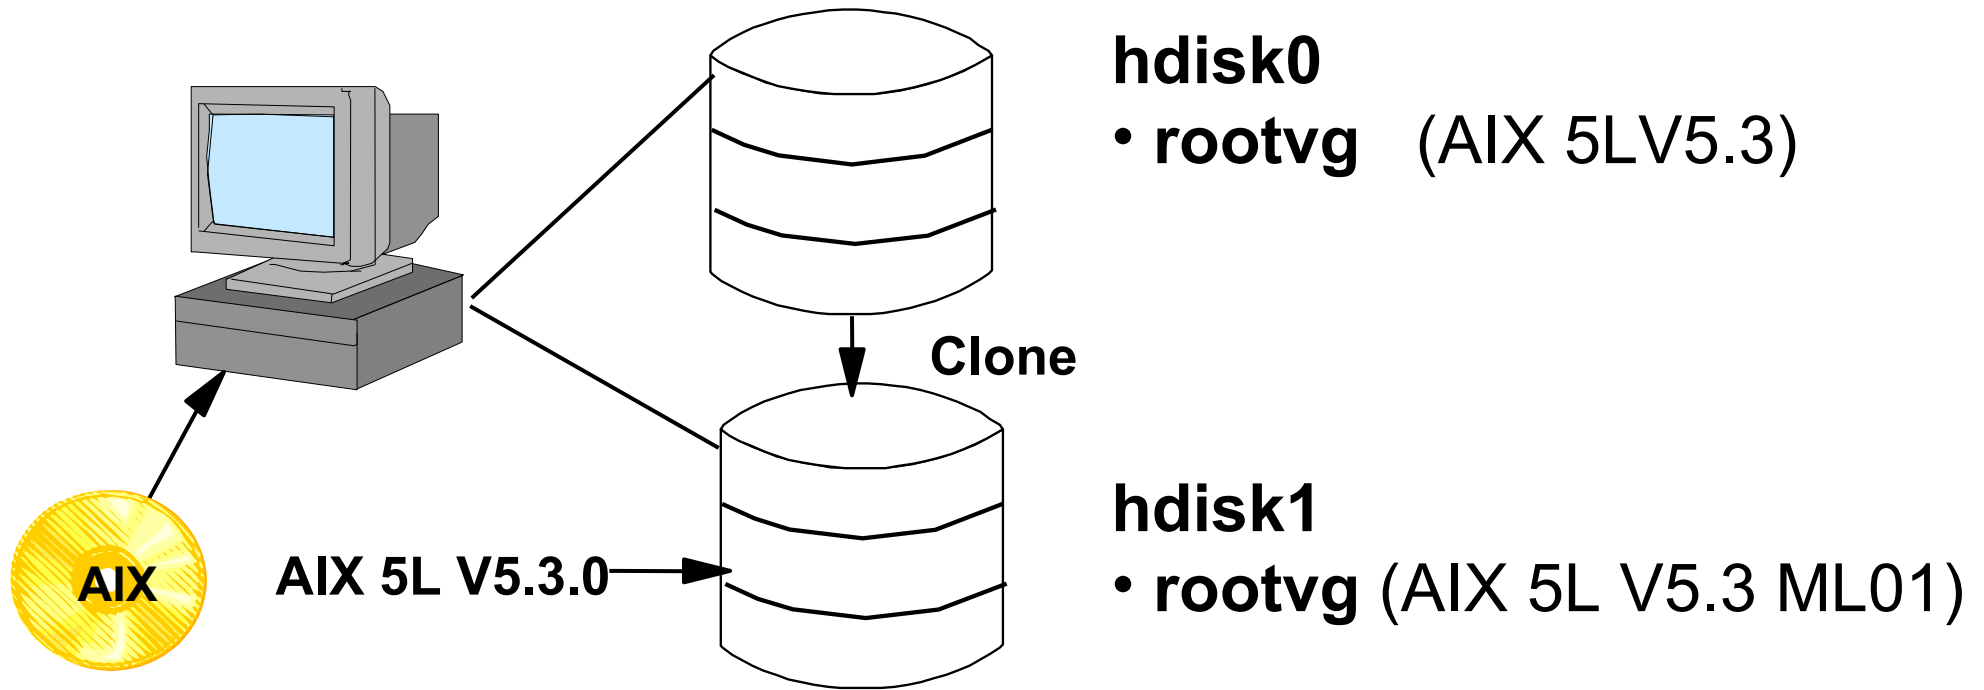 hdisk0
• rootvg (AIX 5LV5.3)
Clone
hdisk1
AIX
AIX 5L V5.3.0
• rootvg (AIX 5L V5.3 ML01)